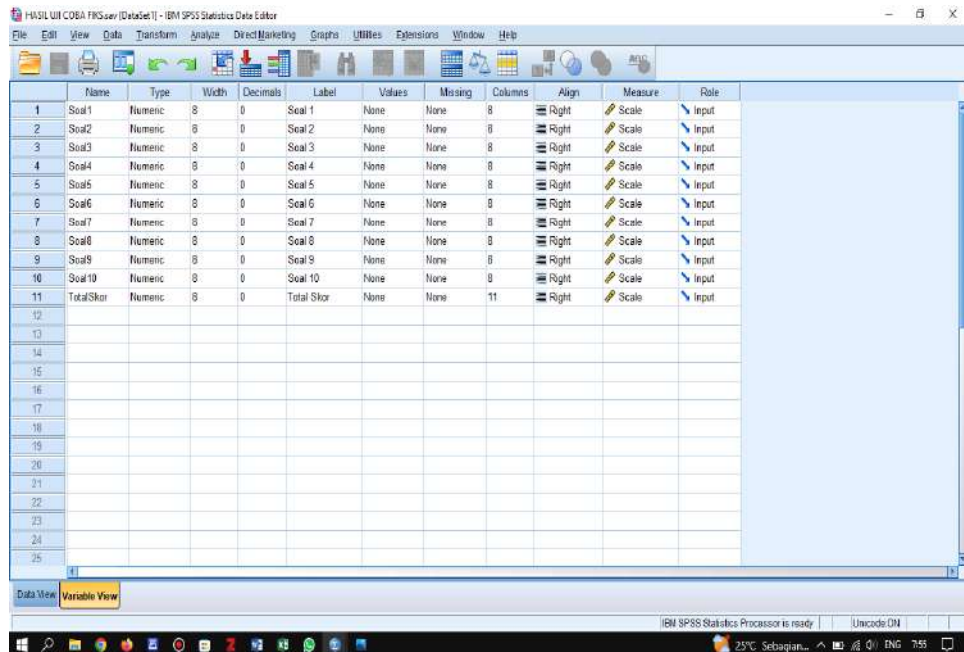 HASIL UJI COBA FIKS.sav [DataSet1] - IBM SPSS Statistics Data Editor
File Edit View Data Transform Analyze Direct Marketing Graphs Utilities Extensions Window Help
Name Type Width Decimals Label Values Missing Columns Align Measure Role
1 Soal1 Numeric 8 0 Soal 1 None None 8 Right Scale Input
2 Soal2 Numeric 8 0 Soal 2 None None 8 Right Scale Input
3 Soal3 Numeric 8 0 Soal 3 None None 8 Right Scale Input
4 Soal4 Numeric 8 0 Soal 4 None None 8 Right Scale Input
5 Soal5 Numeric 8 0 Soal 5 None None 8 Right Scale Input
6 Soal6 Numeric 8 0 Soal 6 None None 8 Right Scale Input
7 Soal7 Numeric 8 0 Soal 7 None None 8 Right Scale Input
8 Soal8 Numeric 8 0 Soal 8 None None 8 Right Scale Input
9 Soal9 Numeric 8 0 Soal 9 None None 8 Right Scale Input
10 Soal10 Numeric 8 0 Soal 10 None None 8 Right Scale Input
11 TotalSkor Numeric 8 0 Total Skor None None 11 Right Scale Input
12
13
14
15
16
17
18
19
20
21
22
23
24
25
Data View Variable View
IBM SPSS Statistics Processor is ready Unicode:ON
25°C Sebagian... ENG 7:55